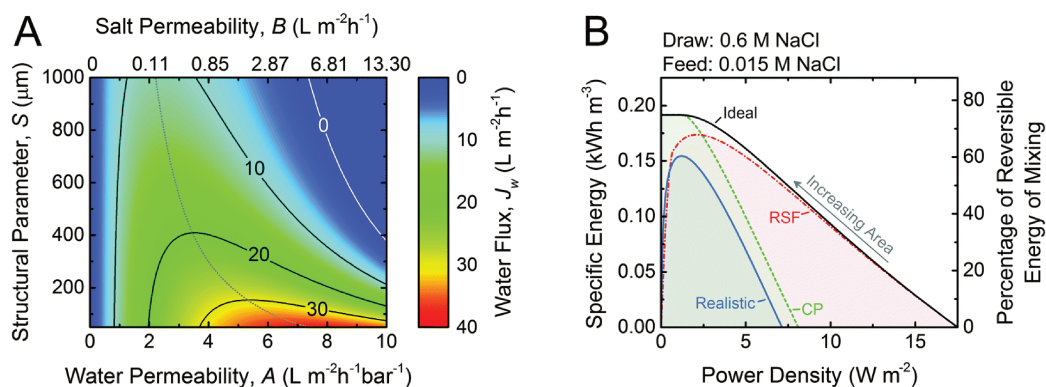 A
Salt Permeability, B (L m⁻²h⁻¹)
0 0.11 0.85 2.87 6.81 13.30
Structural Parameter, S (μm)
1000
800
600
400
200
0
10
20
30
0 2 4 6 8 10
Water Permeability, A (L m⁻²h⁻¹bar⁻¹)
0
10
20
30
40
Water Flux, J_w (L m⁻²h⁻¹)
B
Draw: 0.6 M NaCl
Feed: 0.015 M NaCl
Specific Energy (kWh m⁻³)
0.20
0.15
0.10
0.05
0.00
Ideal
Increasing Area
RSF
Realistic
CP
0 5 10 15
Power Density (W m⁻²)
80
60
40
20
0
Percentage of Reversible
Energy of Mixing